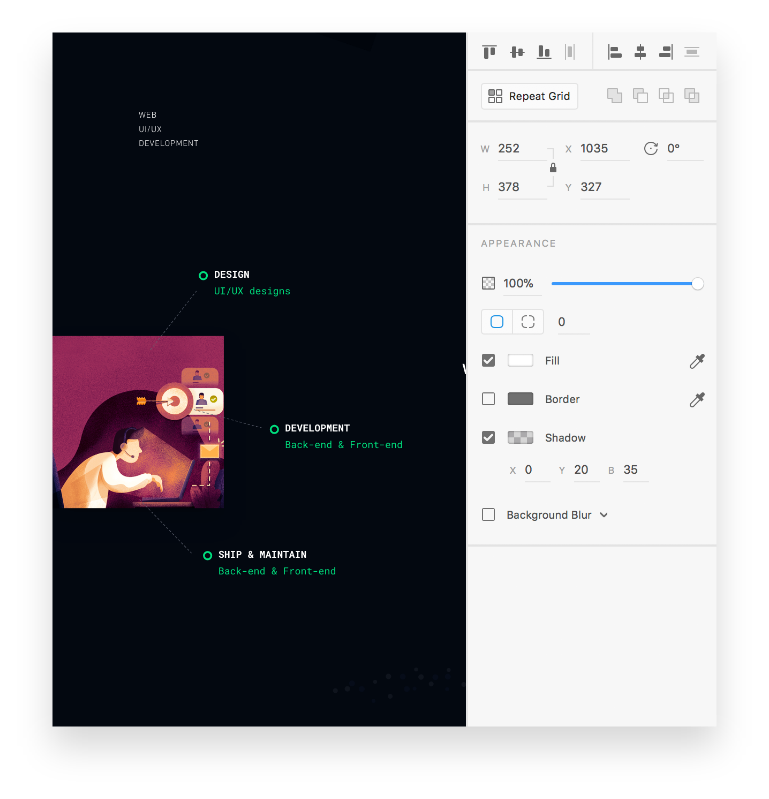 WEB
UI/UX
DEVELOPMENT
DESIGN
UI/UX designs
DEVELOPMENT
Back-end & Front-end
SHIP & MAINTAIN
Back-end & Front-end
Repeat Grid
W 252 X 1035 0°
H 378 Y 327
APPEARANCE
100%
0
Fill
Border
Shadow
X 0 Y 20 B 35
Background Blur